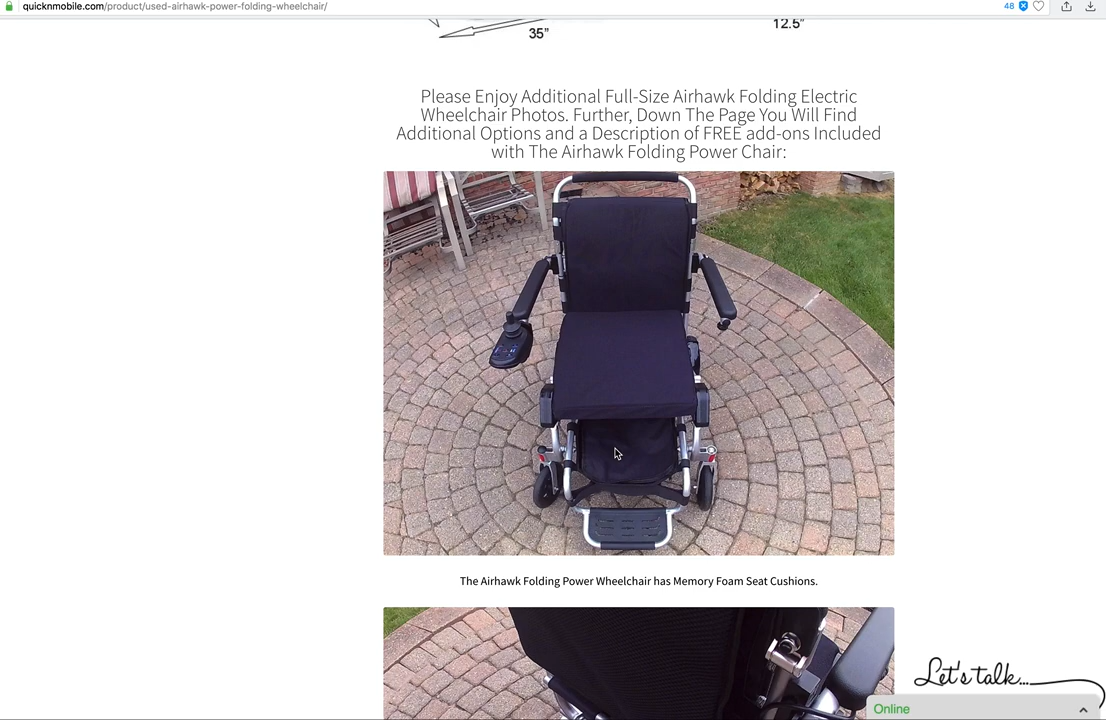 quicknmobile.com/product/used-airhawk-power-folding-wheelchair/
48
35"
12.5"
Please Enjoy Additional Full-Size Airhawk Folding Electric
Wheelchair Photos. Further, Down The Page You Will Find
Additional Options and a Description of FREE add-ons Included
with The Airhawk Folding Power Chair:
The Airhawk Folding Power Wheelchair has Memory Foam Seat Cushions.
Let's talk...
Online